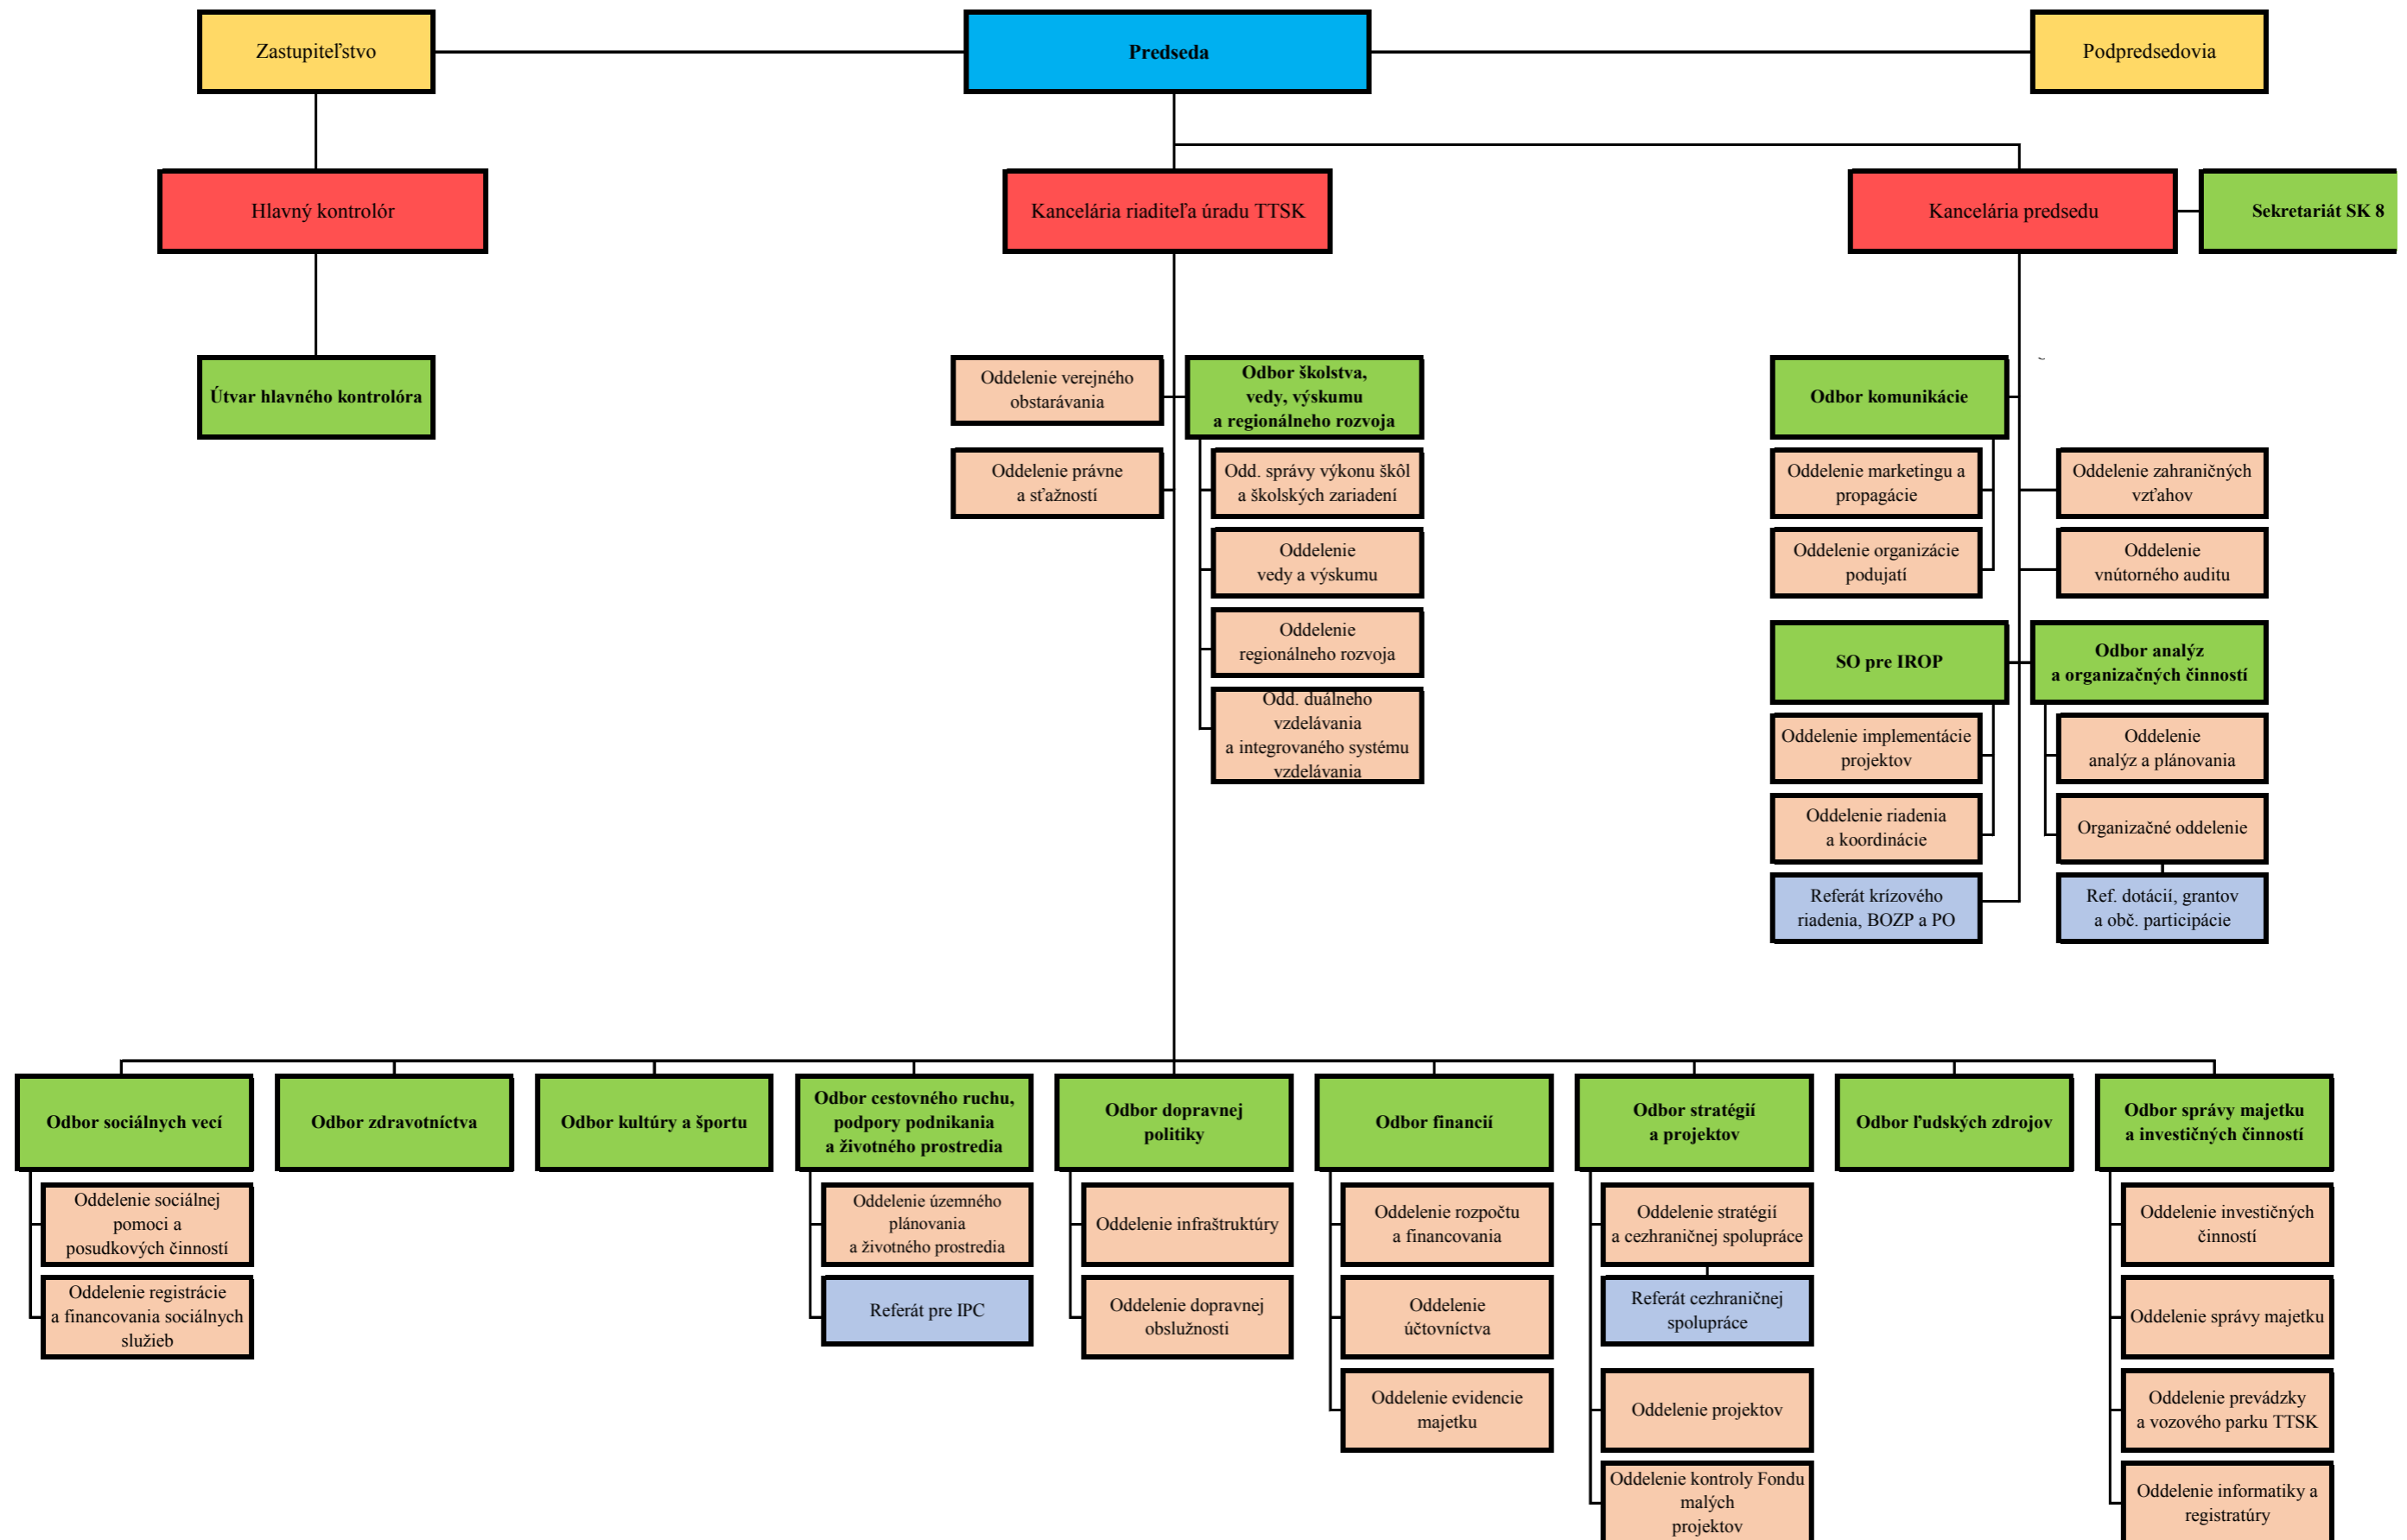 Zastupiteľstvo
Predseda
Podpredsedovia
Hlavný kontrolór
Kancelária riaditeľa úradu TTSK
Kancelária predsedu
Sekretariát SK 8
Útvar hlavného kontrolóra
Oddelenie verejného
obstarávania
Oddelenie právne
a sťažností
Odbor školstva,
vedy, výskumu
a regionálneho rozvoja
Odd. správy výkonu škôl
a školských zariadení
Oddelenie
vedy a výskumu
Oddelenie
regionálneho rozvoja
Odd. duálneho
vzdelávania
a integrovaného systému
vzdelávania
Odbor komunikácie
Oddelenie marketingu a
propagácie
Oddelenie organizácie
podujatí
Oddelenie zahraničných
vzťahov
Oddelenie
vnútorného auditu
SO pre IROP
Oddelenie implementácie
projektov
Oddelenie riadenia
a koordinácie
Referát krízového
riadenia, BOZP a PO
Odbor analýz
a organizačných činností
Oddelenie
analýz a plánovania
Organizačné oddelenie
Ref. dotácií, grantov
a obč. participácie
Odbor sociálnych vecí
Oddelenie sociálnej
pomoci a
posudkových činností
Oddelenie registrácie
a financovania sociálnych
služieb
Odbor zdravotníctva
Odbor kultúry a športu
Odbor cestovného ruchu,
podpory podnikania
a životného prostredia
Oddelenie územného
plánovania
a životného prostredia
Referát pre IPC
Odbor dopravnej
politiky
Oddelenie infraštruktúry
Oddelenie dopravnej
obslužnosti
Odbor financií
Oddelenie rozpočtu
a financovania
Oddelenie
účtovníctva
Oddelenie evidencie
majetku
Odbor stratégií
a projektov
Oddelenie stratégií
a cezhraničnej spolupráce
Referát cezhraničnej
spolupráce
Oddelenie projektov
Oddelenie kontroly Fondu
malých
projektov
Odbor ľudských zdrojov
Odbor správy majetku
a investičných činností
Oddelenie investičných
činností
Oddelenie správy majetku
Oddelenie prevádzky
a vozového parku TTSK
Oddelenie informatiky a
registratúry